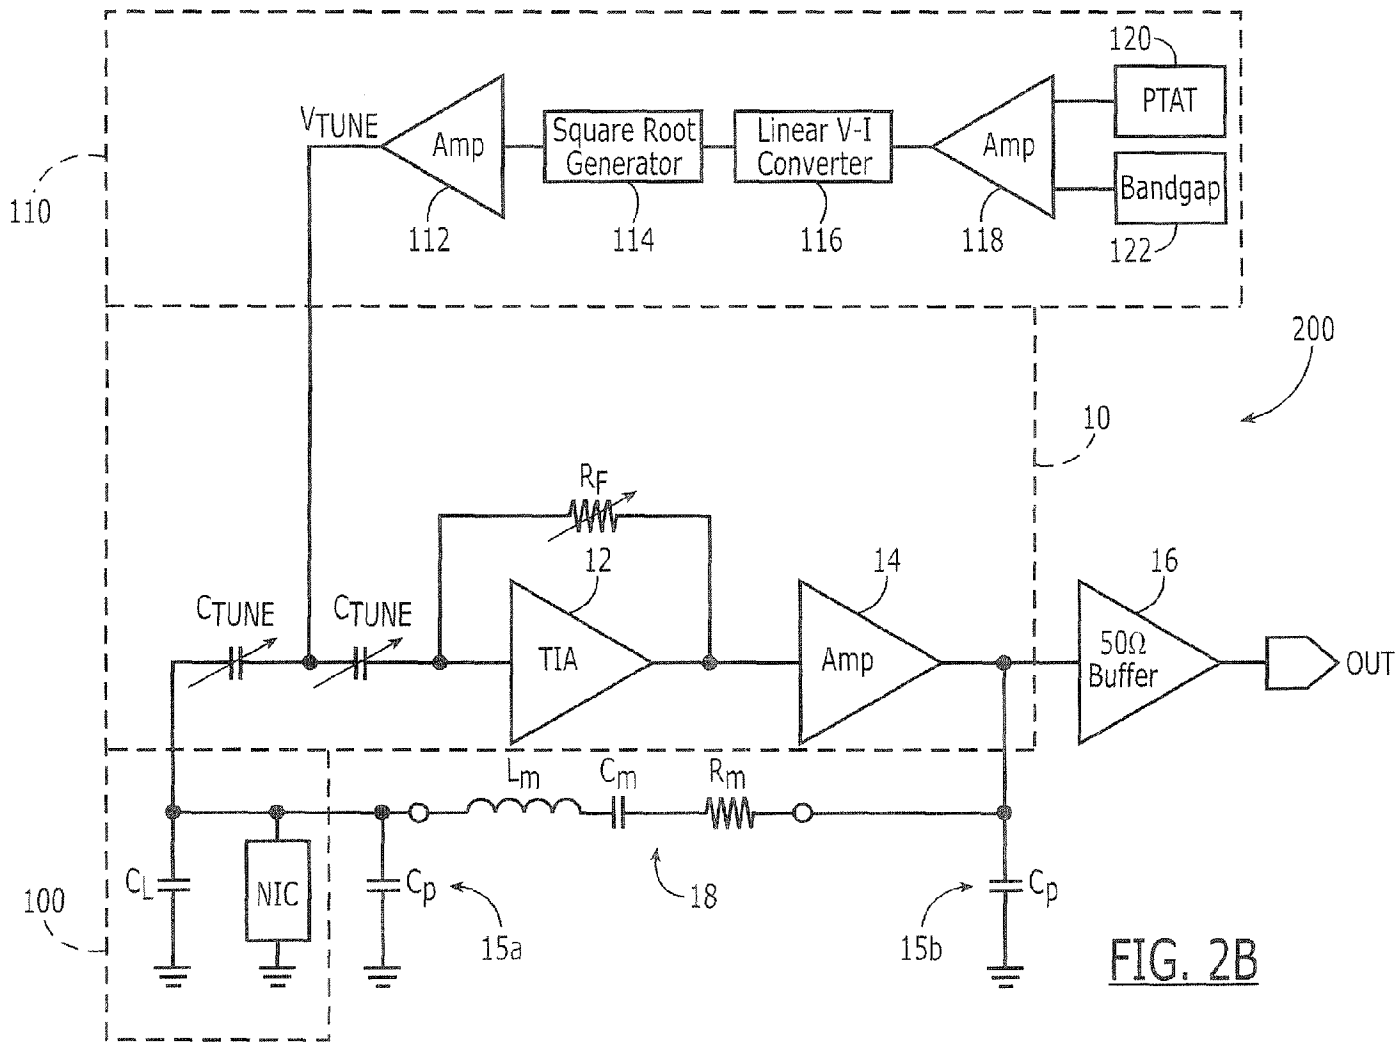 120
PTAT
VTUNE
Amp
Square Root
Generator
Linear V-I
Converter
Amp
Bandgap
110
112
114
116
118
122
200
10
RF
12
14
16
CTUNE
CTUNE
TIA
Amp
50Ω
Buffer
OUT
Lm
Cm
Rm
CL
NIC
Cp
18
Cp
100
15a
15b
FIG. 2B